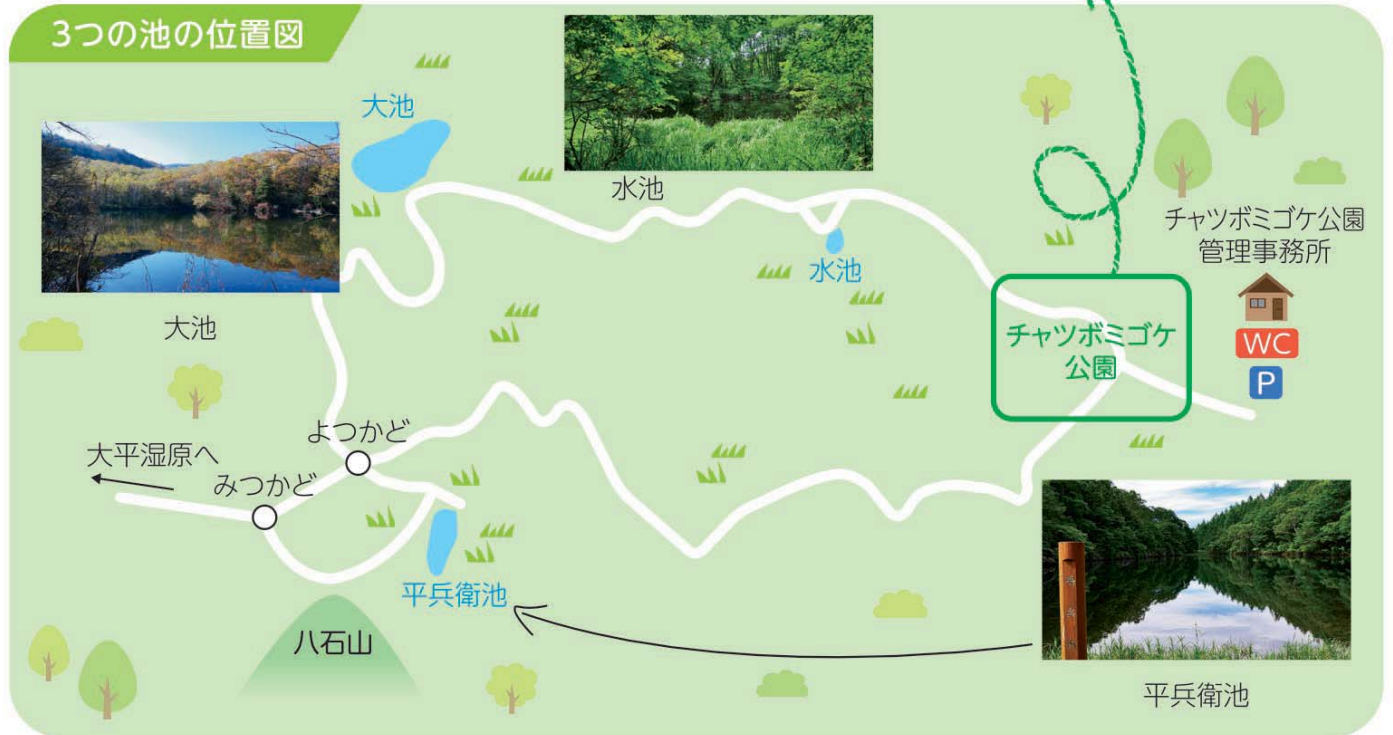 3つの池の位置図
大池
水池
チャツボミゴケ公園
管理事務所
水池
大池
チャツボミゴケ
公園
WC
P
よつかど
大平湿原へ
みつかど
平兵衛池
八石山
平兵衛池